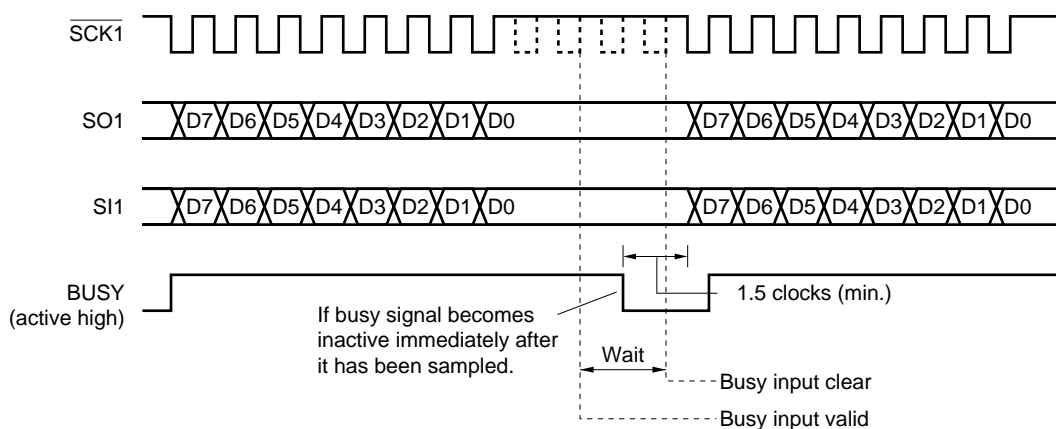 SCK1
SO1 D7 D6 D5 D4 D3 D2 D1 D0 D7 D6 D5 D4 D3 D2 D1 D0
SI1 D7 D6 D5 D4 D3 D2 D1 D0 D7 D6 D5 D4 D3 D2 D1 D0
BUSY
(active high)
1.5 clocks (min.)
If busy signal becomes
inactive immediately after
it has been sampled.
Wait
Busy input clear
Busy input valid